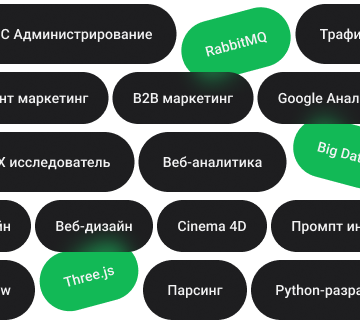 С Администрирование
RabbitMQ
Трафи
нт маркетинг
B2B маркетинг
Google Анал
X исследователь
Веб-аналитика
Big Dat
йн
Веб-дизайн
Cinema 4D
Промпт ин
w
Three.js
Парсинг
Python-разра